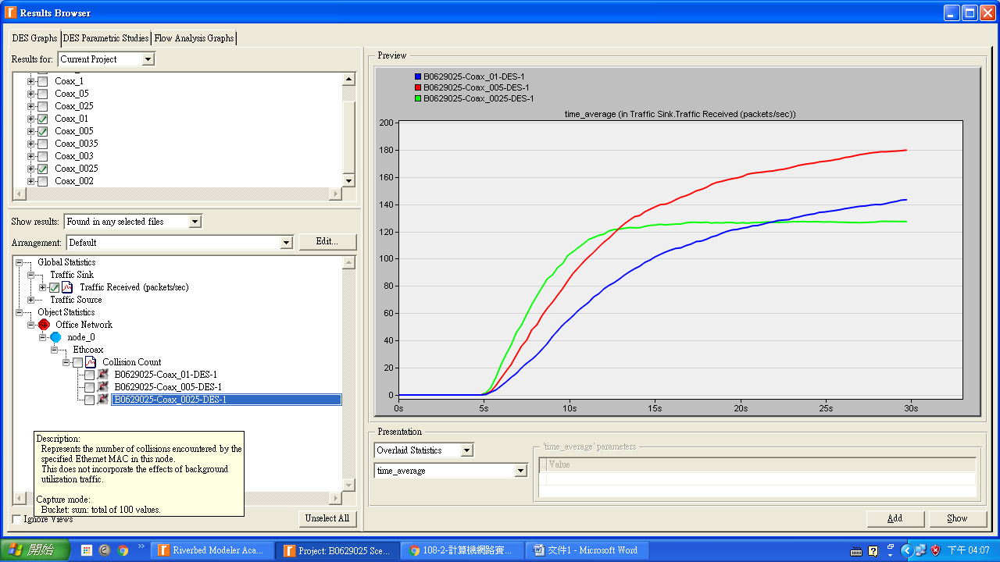 Results Browser
DES Graphs
DES Parametric Studies
Flow Analysis Graphs
Results for:
Current Project
Coax_1
Coax_05
Coax_025
Coax_01
Coax_005
Coax_0035
Coax_003
Coax_0025
Coax_002
Show results:
Found in any selected files
Arrangement:
Default
Edit...
Global Statistics
Traffic Sink
Traffic Received (packets/sec)
Traffic Source
Object Statistics
Office Network
node_0
Ethcoax
Collision Count
B0629025-Coax_01-DES-1
B0629025-Coax_005-DES-1
B0629025-Coax_0025-DES-1
Description:
Represents the number of collisions encountered by the
specified Ethernet MAC in this node.
This does not incorporate the effects of background
utilization traffic.
Capture mode:
Bucket: sum: total of 100 values.
Ignore Views
Unselect All
Preview
B0629025-Coax_01-DES-1
B0629025-Coax_005-DES-1
B0629025-Coax_0025-DES-1
time_average (in Traffic Sink.Traffic Received (packets/sec))
200
180
160
140
120
100
80
60
40
20
0
0s
5s
10s
15s
20s
25s
30s
Presentation
Overlaid Statistics
time_average
'time_average' parameters
Value
Add
Show
開始
Riverbed Modeler Aca...
Project: B0629025 Sce...
108-2-計算機網路實...
文件1 - Microsoft Word
下午 04:07